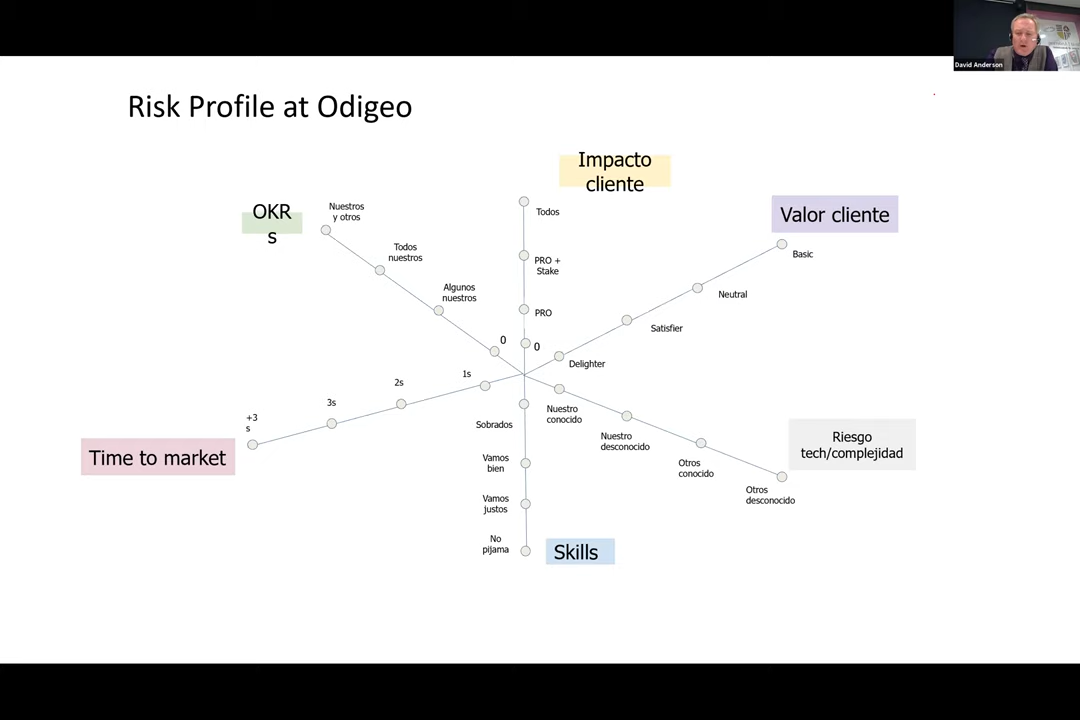 David Anderson
Risk Profile at Odigeo
Impacto
cliente
OKR
s
Nuestros
y otros
Todos
nuestros
Algunos
nuestros
0
Todos
PRO +
Stake
PRO
0
Valor cliente
Basic
Neutral
Satisfier
Delighter
1s
2s
3s
+3
s
Time to market
Sobrados
Vamos
bien
Vamos
justos
No
pijama
Skills
Nuestro
conocido
Nuestro
desconocido
Otros
conocido
Otros
desconocido
Riesgo
tech/complejidad